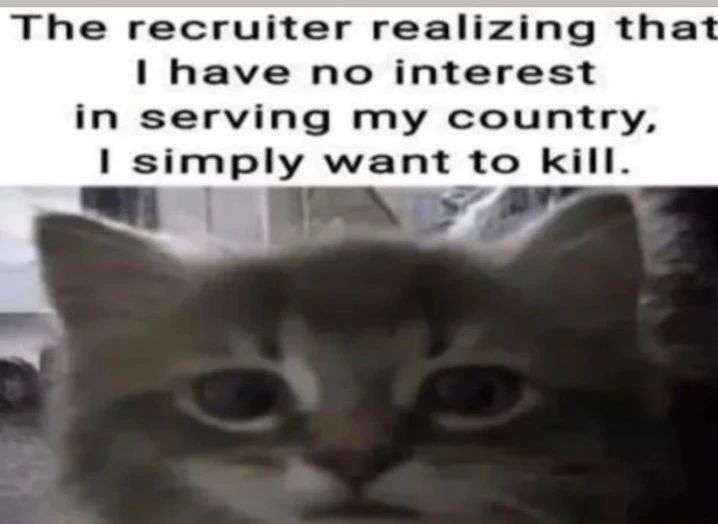 The recruiter realizing that
I have no interest
in serving my country,
I simply want to kill.